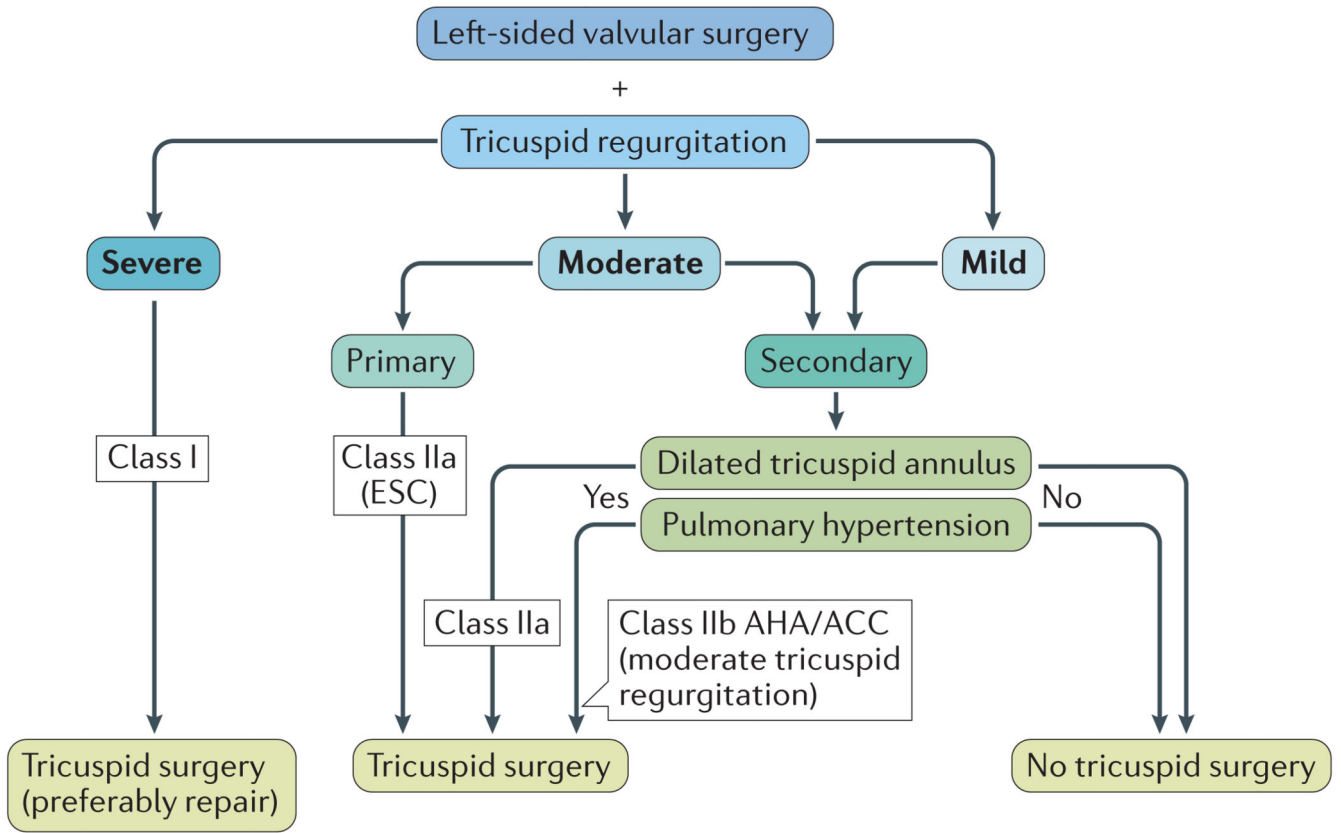 Left-sided valvular surgery
+
Tricuspid regurgitation
Severe
Moderate
Mild
Primary
Secondary
Class I
Class IIa
(ESC)
Dilated tricuspid annulus
Yes
No
Pulmonary hypertension
Class IIa
Class IIb AHA/ACC
(moderate tricuspid
regurgitation)
Tricuspid surgery
(preferably repair)
Tricuspid surgery
No tricuspid surgery